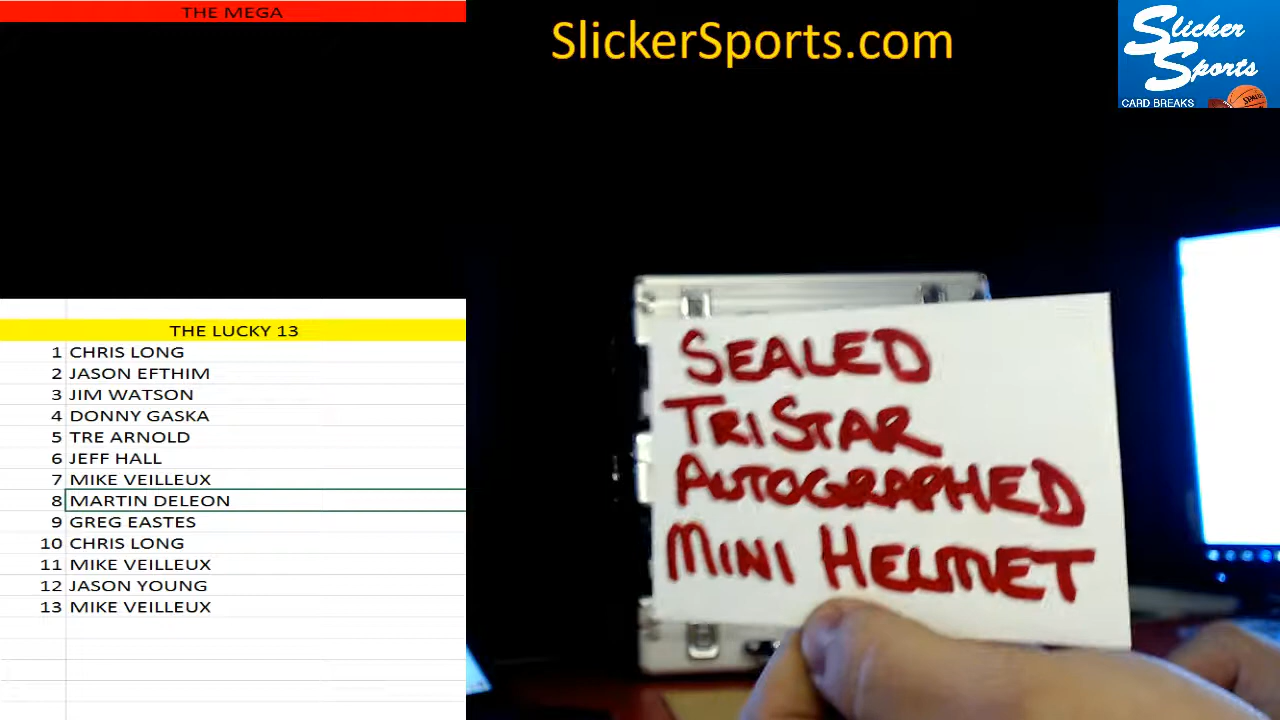 THE MEGA
SlickerSports.com
Slicker
Sports
CARD BREAKS
SPALDING
THE LUCKY 13
1 CHRIS LONG
2 JASON EFTHIM
3 JIM WATSON
4 DONNY GASKA
5 TRE ARNOLD
6 JEFF HALL
7 MIKE VEILLEUX
8 MARTIN DELEON
9 GREG EASTES
10 CHRIS LONG
11 MIKE VEILLEUX
12 JASON YOUNG
13 MIKE VEILLEUX
SEALED
TRISTAR
AUTOGRAPHED
MINI HELMET